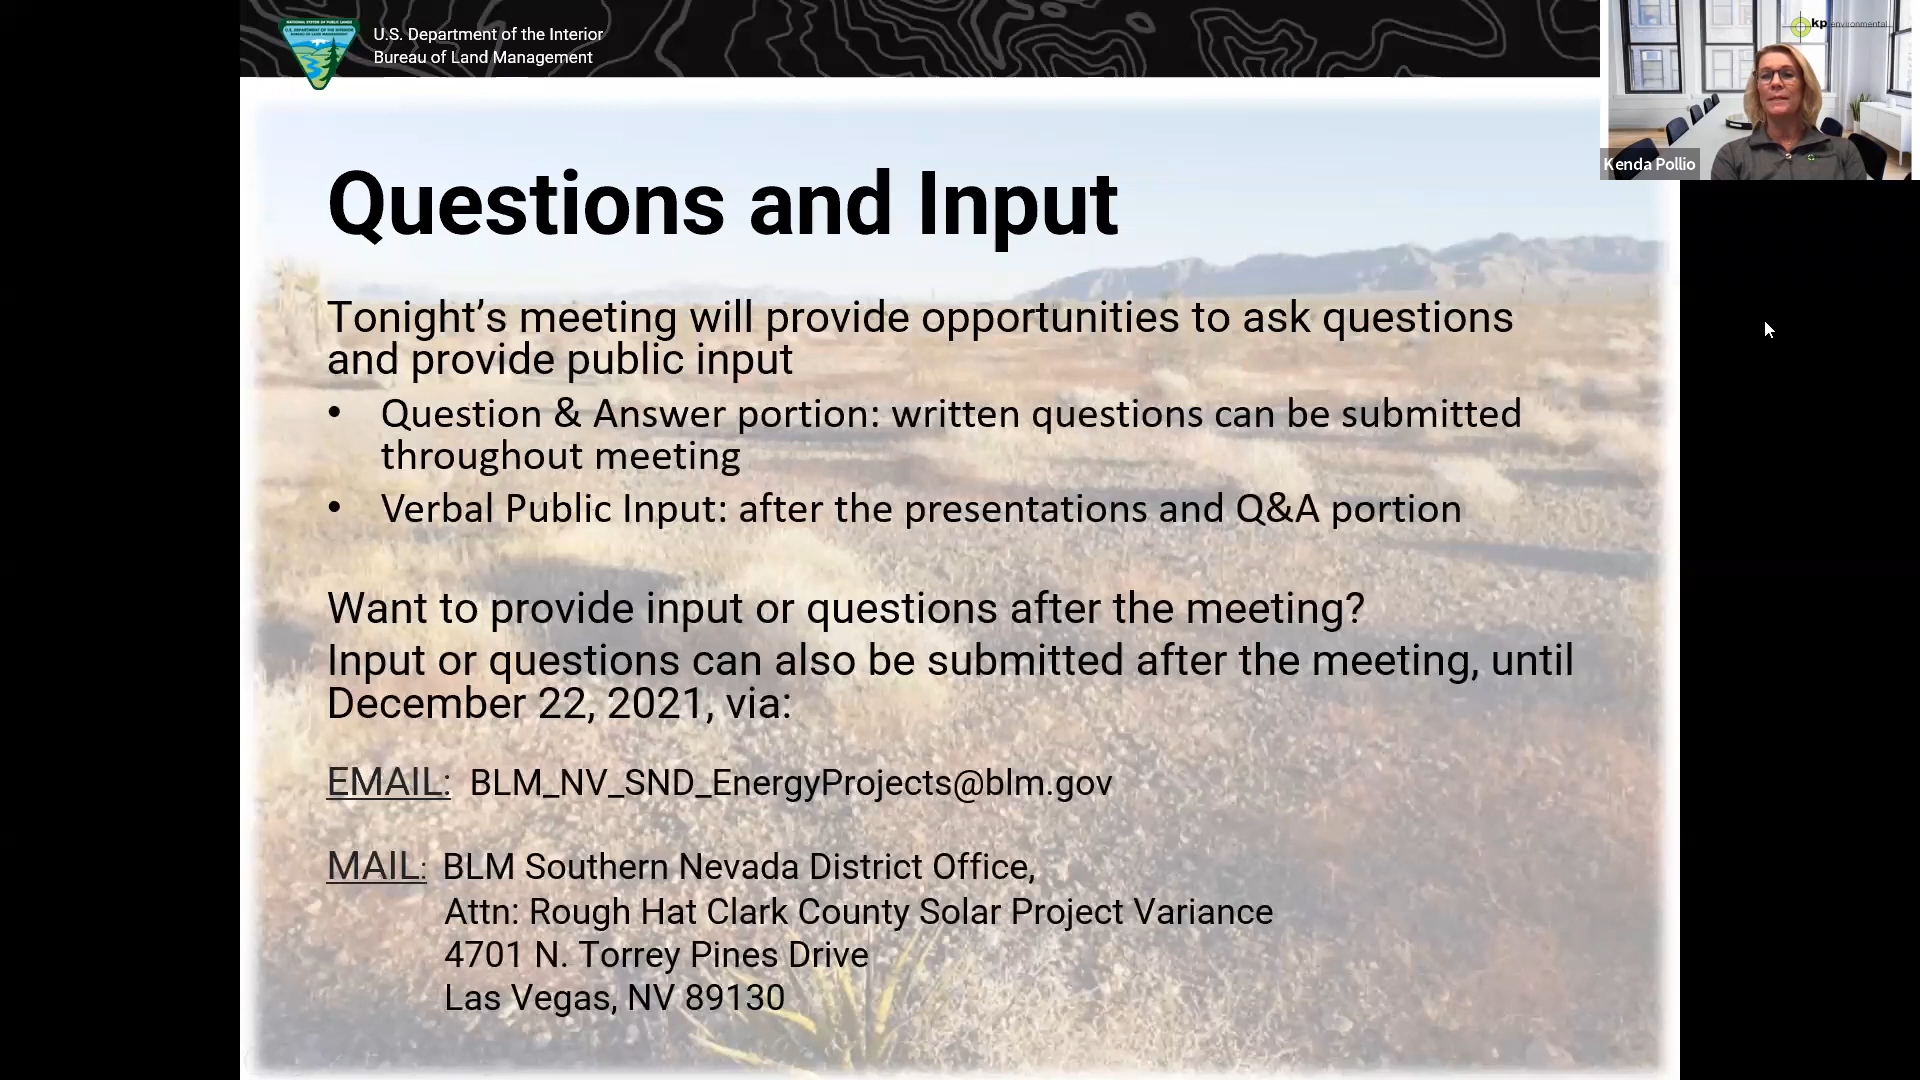 U.S. Department of the Interior
Bureau of Land Management
kp environmental
Kenda Pollio
Questions and Input
Tonight’s meeting will provide opportunities to ask questions
and provide public input
• Question & Answer portion: written questions can be submitted
throughout meeting
• Verbal Public Input: after the presentations and Q&A portion
Want to provide input or questions after the meeting?
Input or questions can also be submitted after the meeting, until
December 22, 2021, via:
EMAIL: BLM_NV_SND_EnergyProjects@blm.gov
MAIL: BLM Southern Nevada District Office,
Attn: Rough Hat Clark County Solar Project Variance
4701 N. Torrey Pines Drive
Las Vegas, NV 89130